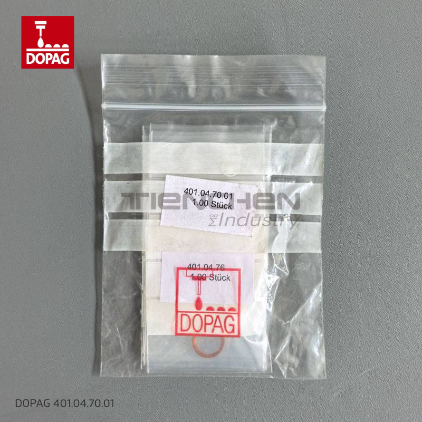 DOPAG
401.04.70.01
1.00 Stück
TIENCHEN
Industry
401.04.76
1.00 Stück
DOPAG
DOPAG 401.04.70.01